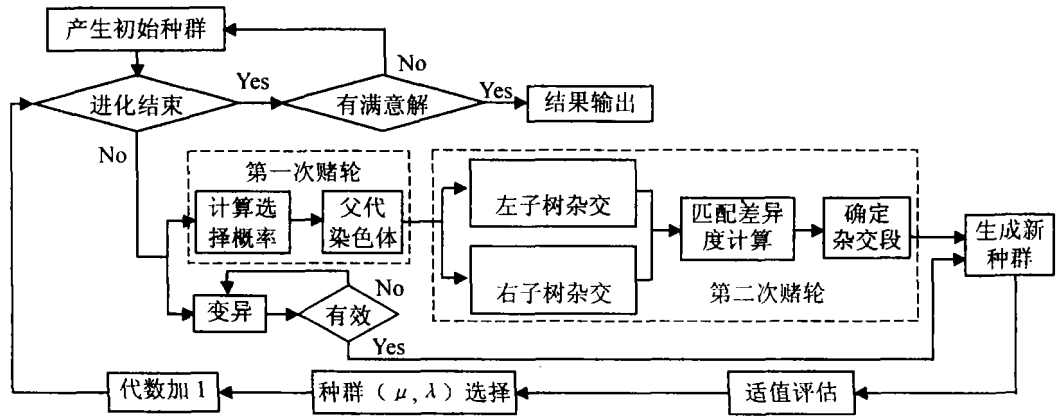 产生初始种群
No
进化结束
Yes
有满意解
Yes
结果输出
No
第一次赌轮
计算选
择概率
父代
染色体
左子树杂交
右子树杂交
匹配差异
度计算
确定
杂交段
第二次赌轮
生成新
种群
变异
有效
No
Yes
代数加 1
种群(μ,λ)选择
适值评估